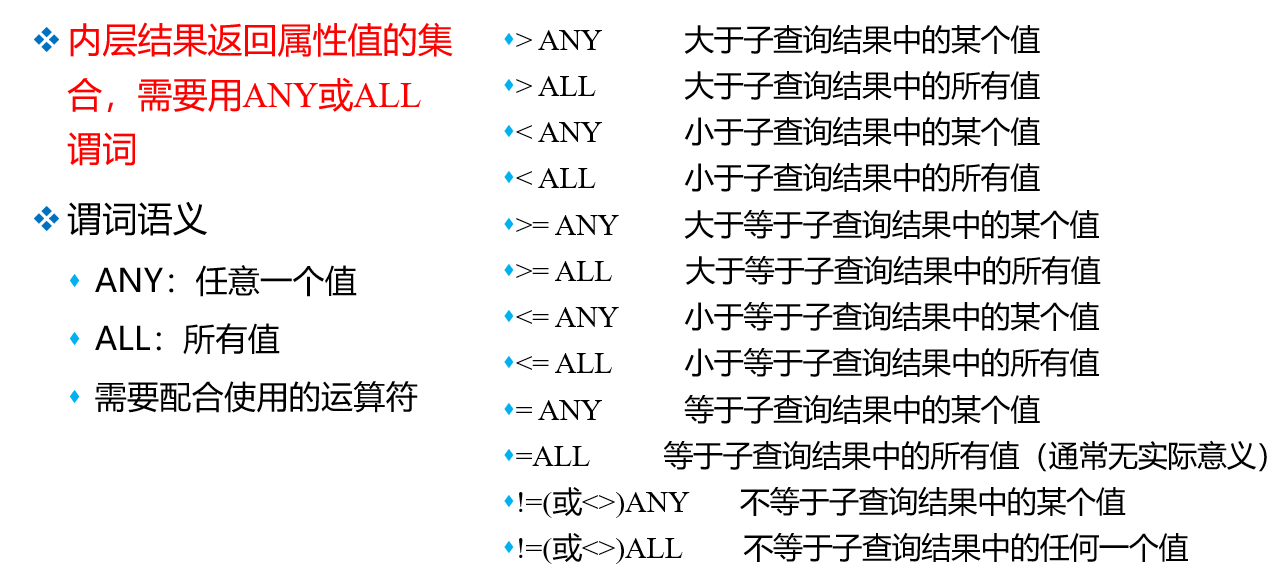 ❖ 内层结果返回属性值的集
合，需要用ANY或ALL
谓词
❖ 谓词语义
♦ ANY：任意一个值
♦ ALL：所有值
♦ 需要配合使用的运算符
♦> ANY 大于子查询结果中的某个值
♦> ALL 大于子查询结果中的所有值
♦< ANY 小于子查询结果中的某个值
♦< ALL 小于子查询结果中的所有值
♦>= ANY 大于等于子查询结果中的某个值
♦>= ALL 大于等于子查询结果中的所有值
♦<= ANY 小于等于子查询结果中的某个值
♦<= ALL 小于等于子查询结果中的所有值
♦= ANY 等于子查询结果中的某个值
♦=ALL 等于子查询结果中的所有值（通常无实际意义）
♦!=(或<>)ANY 不等于子查询结果中的某个值
♦!=(或<>)ALL 不等于子查询结果中的任何一个值